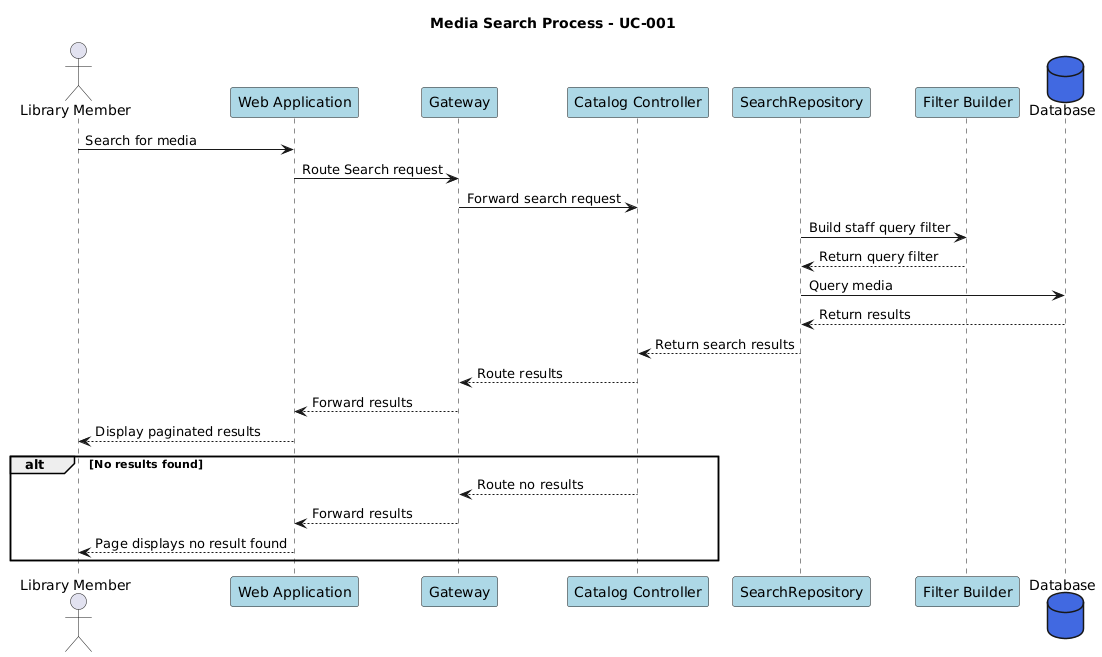 Media Search Process - UC-001
Library Member
Web Application
Gateway
Catalog Controller
SearchRepository
Filter Builder
Database
Search for media
Route Search request
Forward search request
Build staff query filter
Return query filter
Query media
Return results
Return search results
Route results
Forward results
Display paginated results
alt [No results found]
Route no results
Forward results
Page displays no result found
Library Member
Web Application
Gateway
Catalog Controller
SearchRepository
Filter Builder
Database